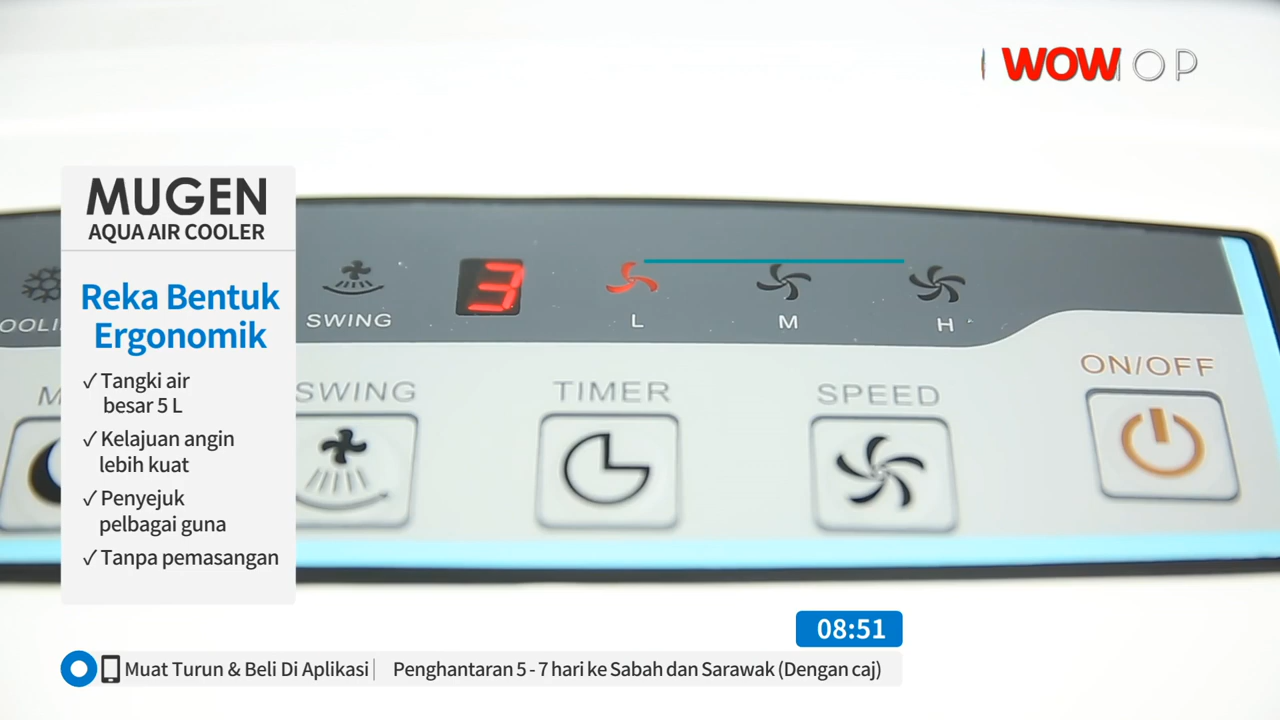 WOW OP
MUGEN
AQUA AIR COOLER
Reka Bentuk
Ergonomik
✓ Tangki air
besar 5 L
✓ Kelajuan angin
lebih kuat
✓ Penyejuk
pelbagai guna
✓ Tanpa pemasangan
SWING
3
L
M
H
SWING
TIMER
SPEED
ON/OFF
08:51
Muat Turun & Beli Di Aplikasi
Penghantaran 5 - 7 hari ke Sabah dan Sarawak (Dengan caj)